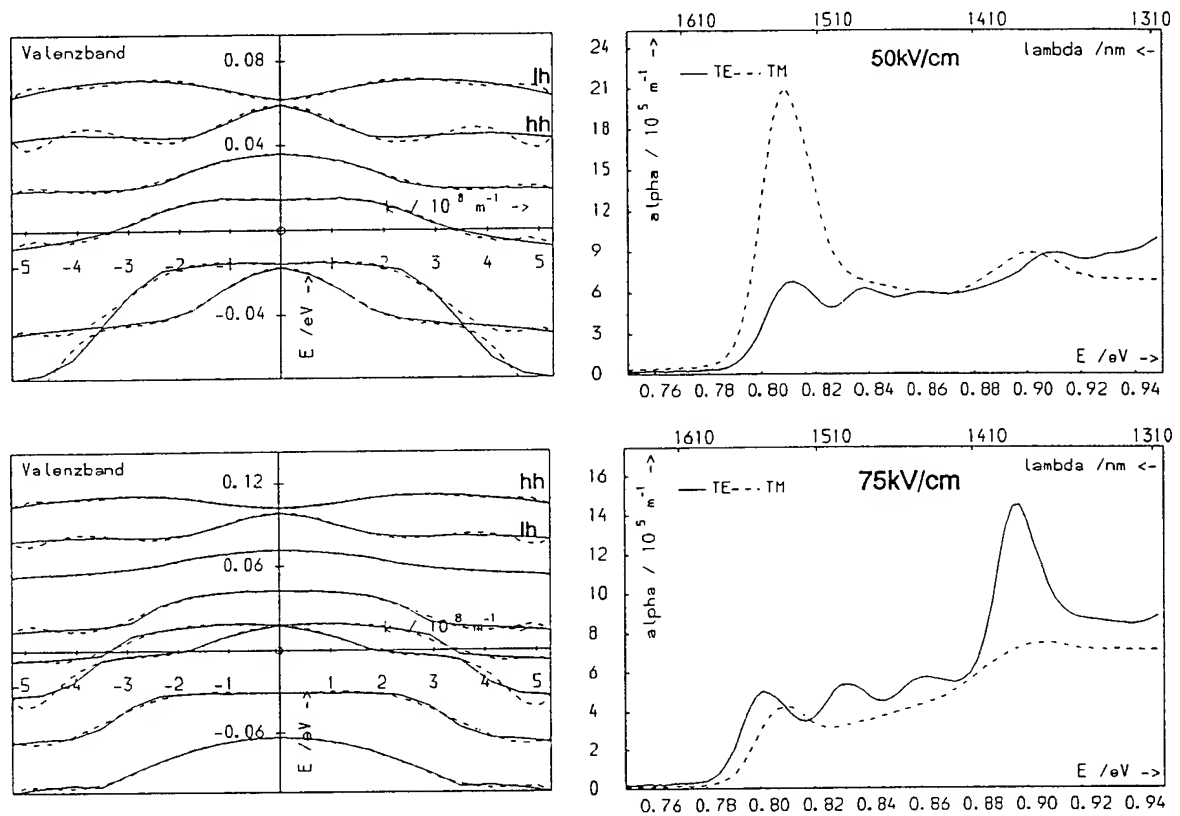 Valenzband
0.08
lh
hh
0.04
k / 10^8 m^-1 ->
-5 -4 -3 -2 -1 1 2 3 4 5
-0.04
E /eV ->
1610 1510 1410 1310
24
21
18
15
12
9
6
3
0
alpha / 10^5 m^-1 ->
TE TM
50kV/cm
lambda /nm <-
E /eV ->
0.76 0.78 0.80 0.82 0.84 0.86 0.88 0.90 0.92 0.94
Valenzband
0.12
hh
lh
0.06
k / 10^8 m^-1 ->
-5 -4 -3 -2 -1 1 2 3 4 5
-0.06
E /eV ->
1610 1510 1410 1310
16
14
12
10
8
6
4
2
0
alpha / 10^5 m^-1 ->
TE TM
75kV/cm
lambda /nm <-
E /eV ->
0.76 0.78 0.80 0.82 0.84 0.86 0.88 0.90 0.92 0.94